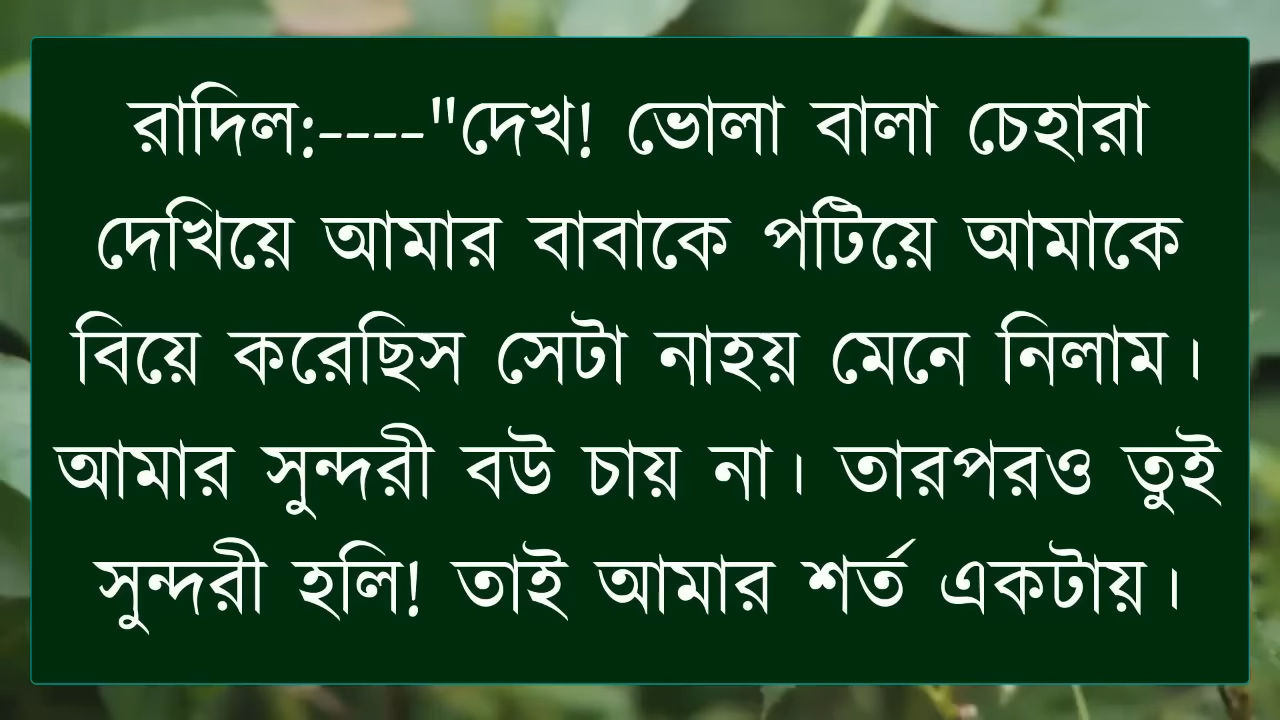 রাদিল:----"দেখ! ভোলা বালা চেহারা
দেখিয়ে আমার বাবাকে পটিয়ে আমাকে
বিয়ে করেছিস সেটা নাহয় মেনে নিলাম।
আমার সুন্দরী বউ চায় না। তারপরও তুই
সুন্দরী হলি! তাই আমার শর্ত একটায়।